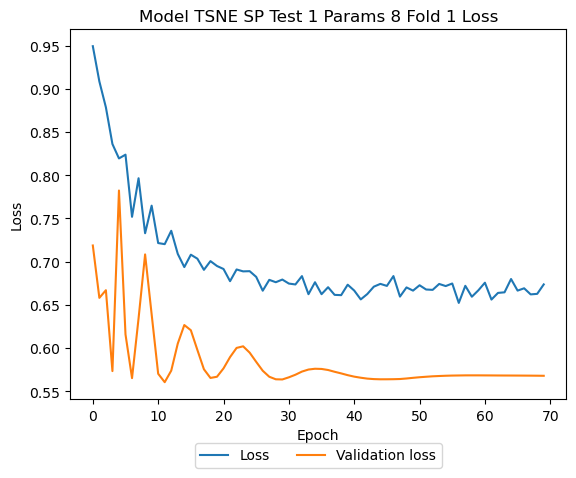 Model TSNE SP Test 1 Params 8 Fold 1 Loss
Loss
0.95
0.90
0.85
0.80
0.75
0.70
0.65
0.60
0.55
0 10 20 30 40 50 60 70
Epoch
Loss Validation loss